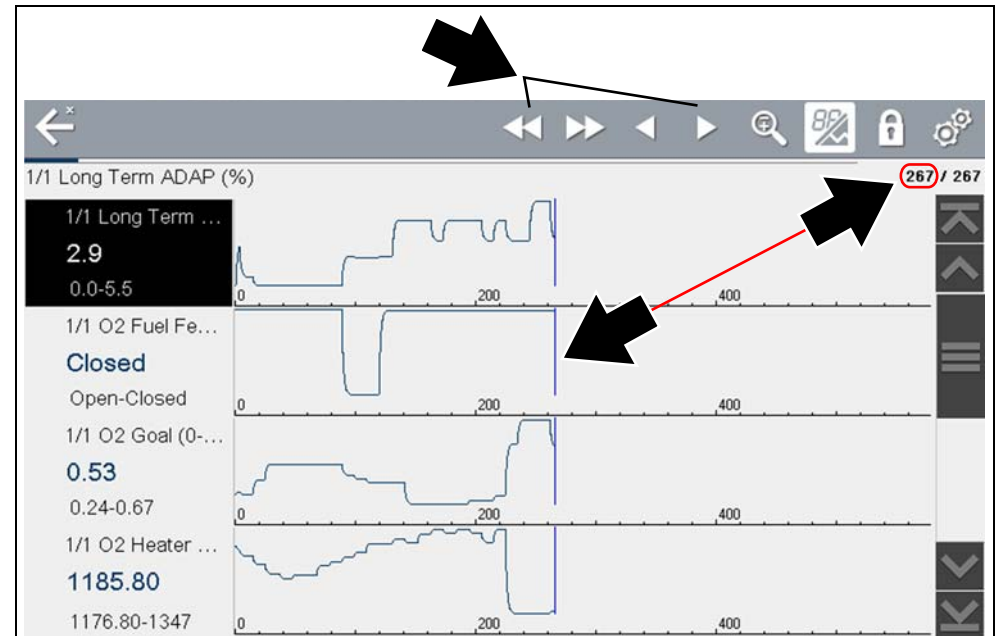 1/1 Long Term ADAP (%)
267 / 267
1/1 Long Term ...
2.9
0.0-5.5
0
200
400
1/1 O2 Fuel Fe...
Closed
Open-Closed
0
200
400
1/1 O2 Goal (0-...
0.53
0.24-0.67
0
200
400
1/1 O2 Heater ...
1185.80
1176.80-1347
0
200
400